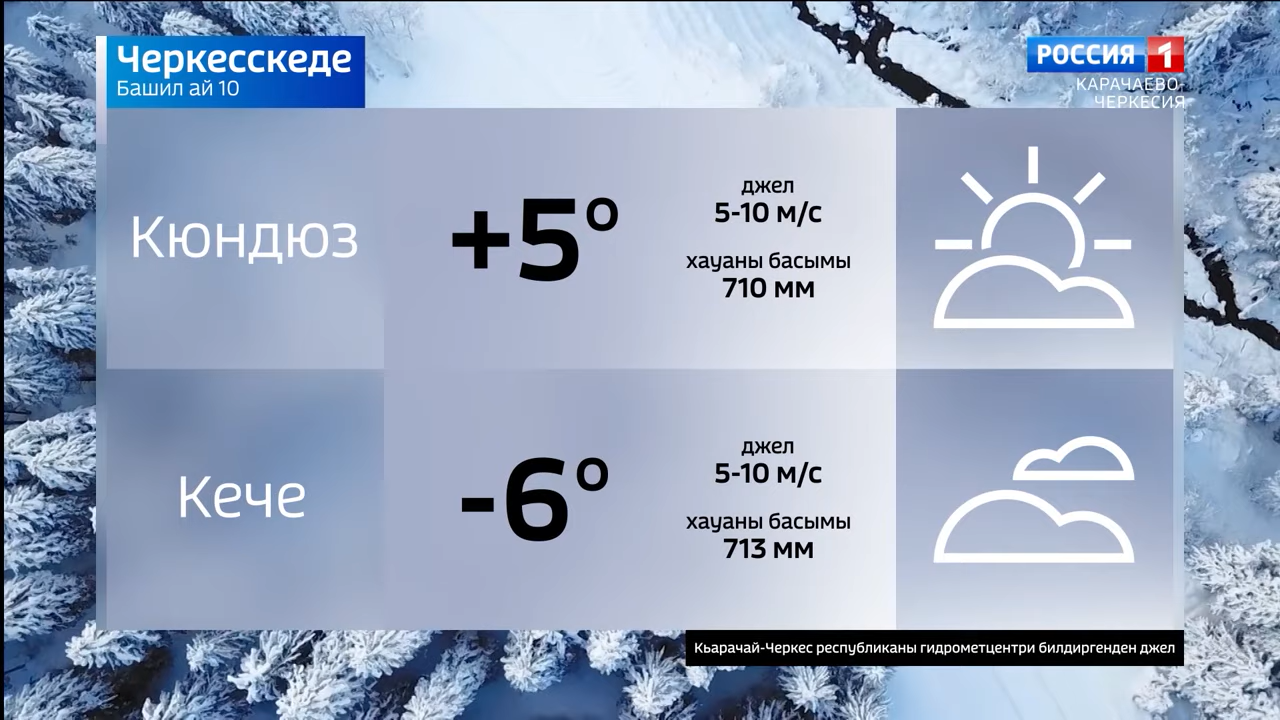 Черкесскеде
Башил ай 10
РОССИЯ 1
КАРАЧАЕВО-
ЧЕРКЕСИЯ
Кюндюз
+5°
джел
5-10 м/с
хауаны басымы
710 мм
Кече
-6°
джел
5-10 м/с
хауаны басымы
713 мм
Кьарачай-Черкес республиканы гидрометцентри билдиргенден джел